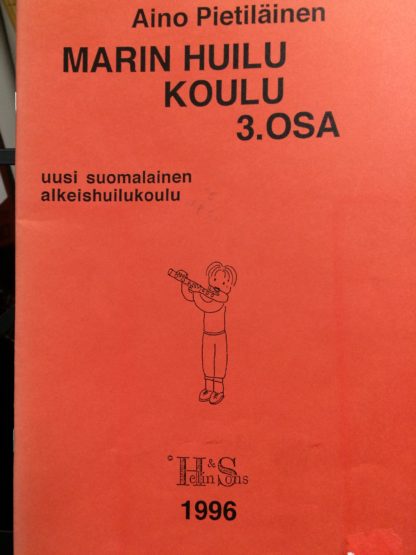 Aino Pietiläinen
MARIN HUILU
KOULU
3.OSA
uusi suomalainen
alkeishuilukoulu
Hellin & Sons
1996